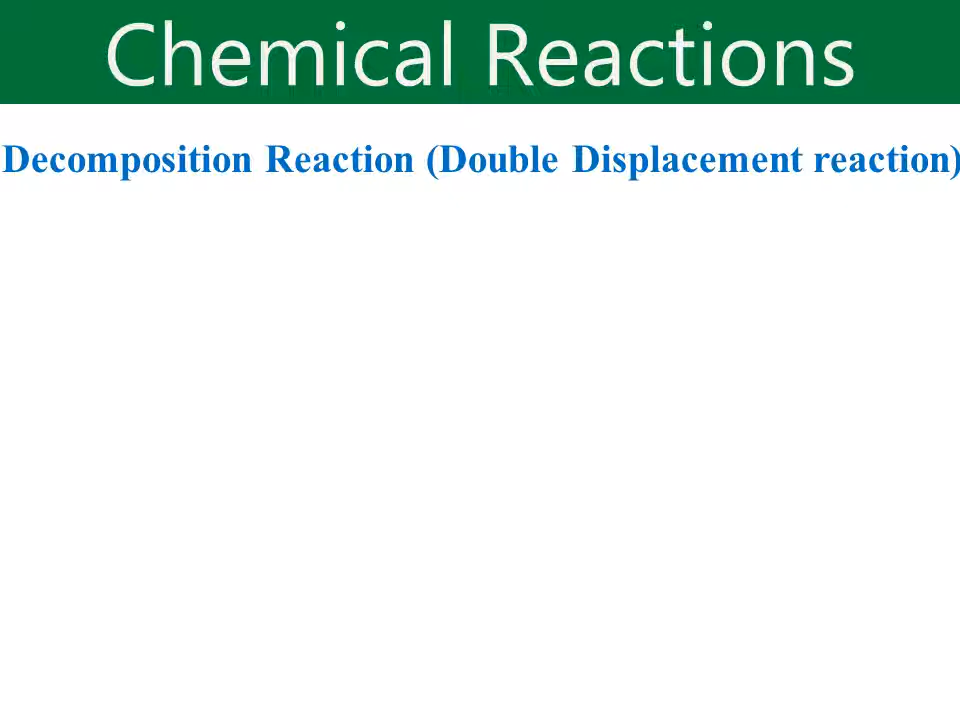 Chemical Reactions
Decomposition Reaction (Double Displacement reaction)